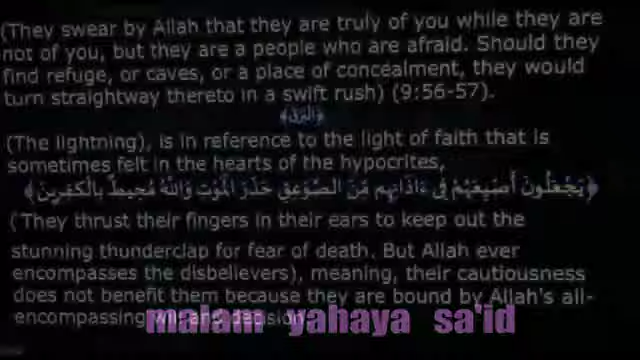 (They swear by Allah that they are truly of you while they are
not of you, but they are a people who are afraid. Should they
find refuge, or caves, or a place of concealment, they would
turn straightway thereto in a swift rush) (9:56-57).
﴿الْبَرْقُ﴾
(The lightning), is in reference to the light of faith that is
sometimes felt in the hearts of the hypocrites,
﴿يَجْعَلُونَ أَصْـبِعَهُمْ فِى ءَاذَانِهِم مِّنَ الصَّوَعِقِ حَذَرَ الْمَوْتِ وَاللَّهُ مُحِيطٌ بِالْكَـفِرِينَ﴾
(They thrust their fingers in their ears to keep out the
stunning thunderclap for fear of death. But Allah ever
encompasses the disbelievers), meaning, their cautiousness
does not benefit them because they are bound by Allah's all-
encompassing will and decision
malam yahaya sa'id